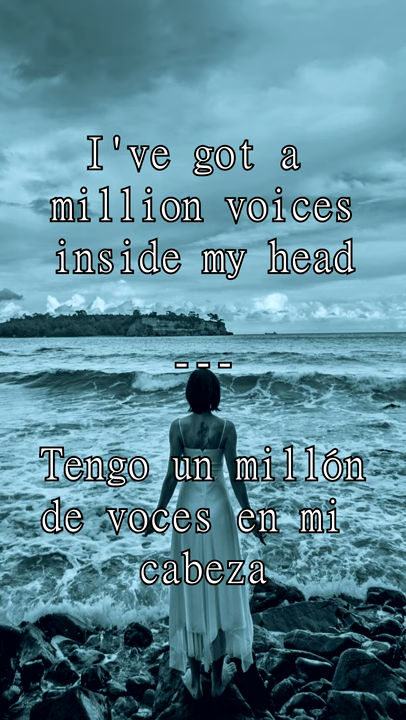 I've got a
million voices
inside my head
---
Tengo un millón
de voces en mi
cabeza